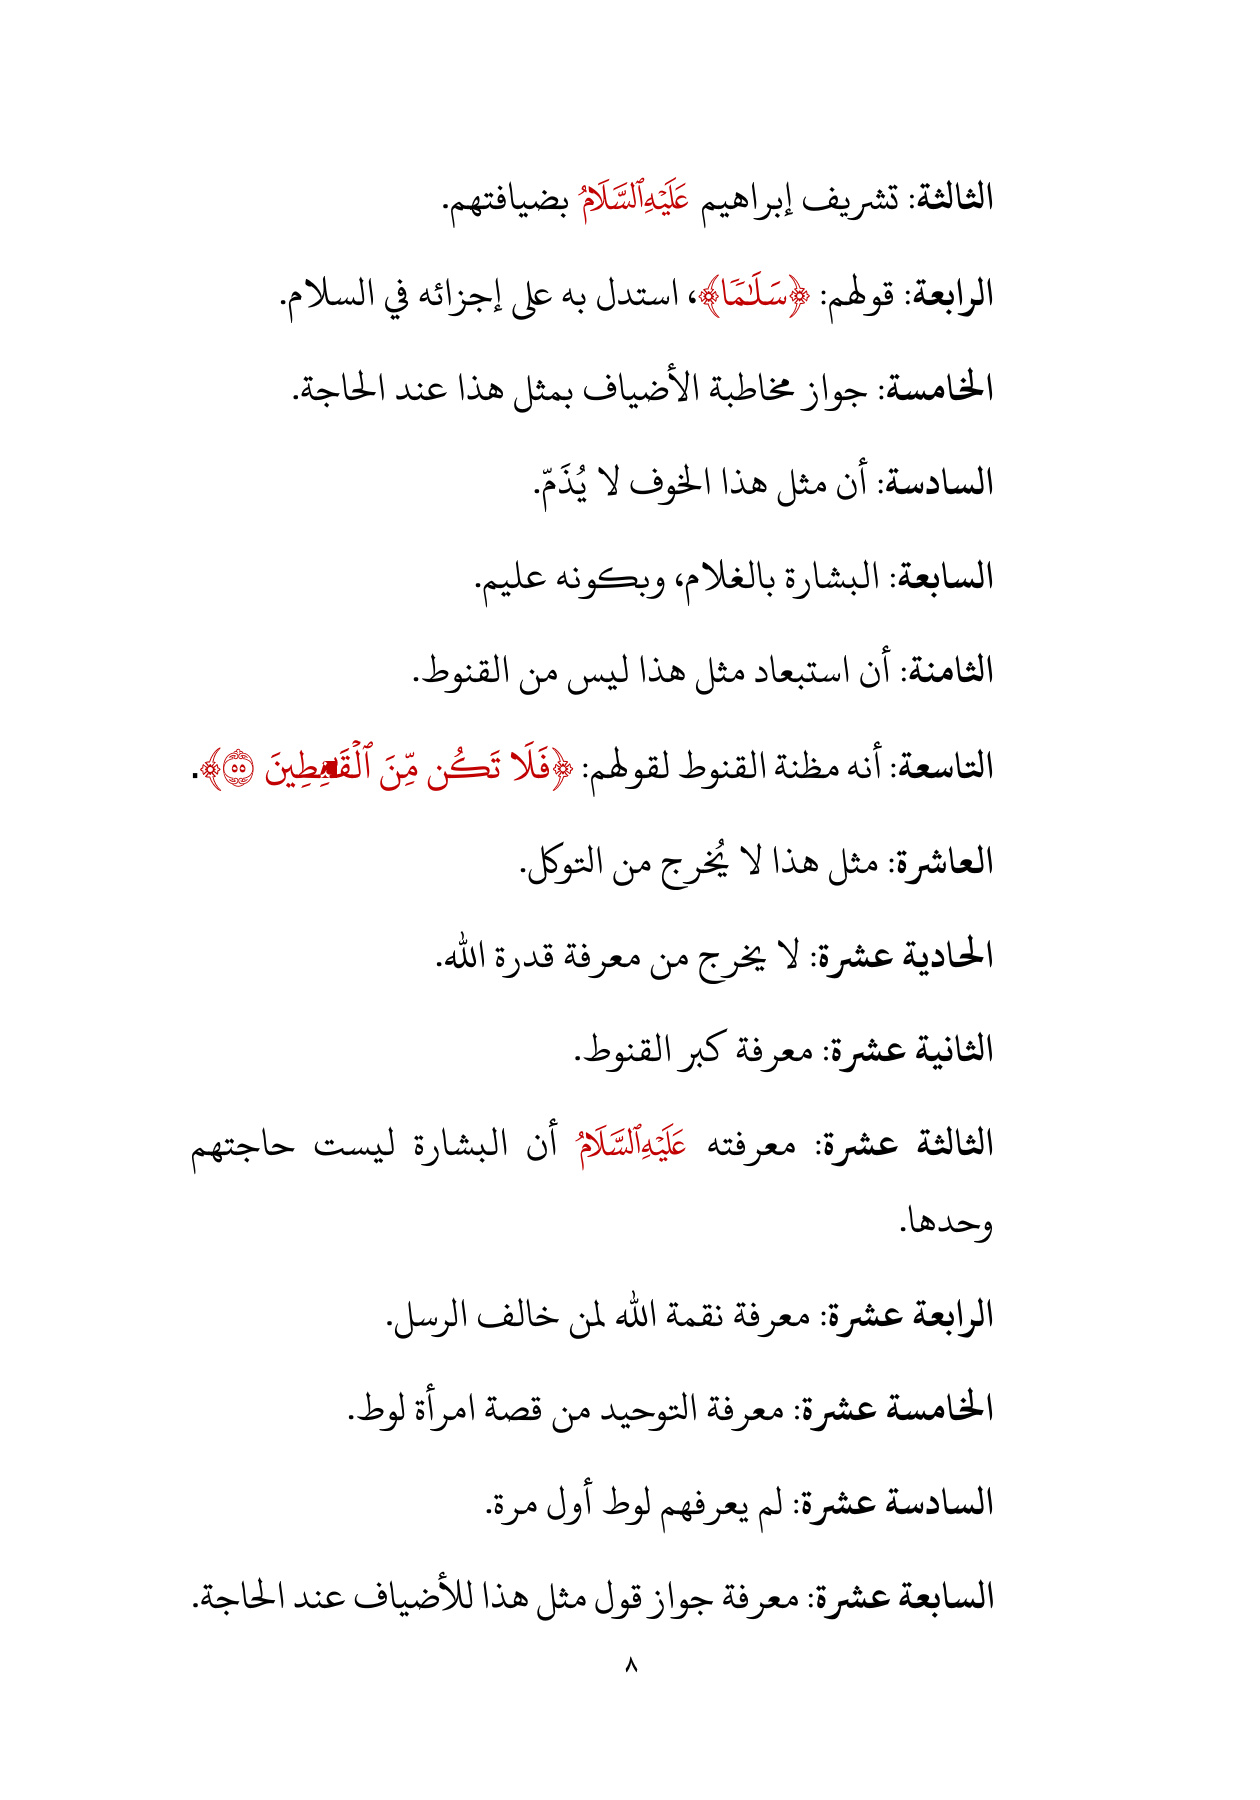 الثالثة: تشريف إبراهيم عَلَيْهِٱلسَّلَامُ بضيافتهم.
الرابعة: قولهم: ﴿سَلَٰمٗا﴾، استدل به على إجزائه في السلام.
الخامسة: جواز مخاطبة الأضياف بمثل هذا عند الحاجة.
السادسة: أن مثل هذا الخوف لا يُذَمّ.
السابعة: البشارة بالغلام، وبكونه عليم.
الثامنة: أن استبعاد مثل هذا ليس من القنوط.
التاسعة: أنه مظنة القنوط لقولهم: ﴿فَلَا تَكُن مِّنَ ٱلۡقَٰنِطِينَ ٥٥﴾.
العاشرة: مثل هذا لا يُخرج من التوكل.
الحادية عشرة: لا يخرج من معرفة قدرة الله.
الثانية عشرة: معرفة كبر القنوط.
الثالثة عشرة: معرفته عَلَيْهِٱلسَّلَامُ أن البشارة ليست حاجتهم
وحدها.
الرابعة عشرة: معرفة نقمة الله لمن خالف الرسل.
الخامسة عشرة: معرفة التوحيد من قصة امرأة لوط.
السادسة عشرة: لم يعرفهم لوط أول مرة.
السابعة عشرة: معرفة جواز قول مثل هذا للأضياف عند الحاجة.
٨